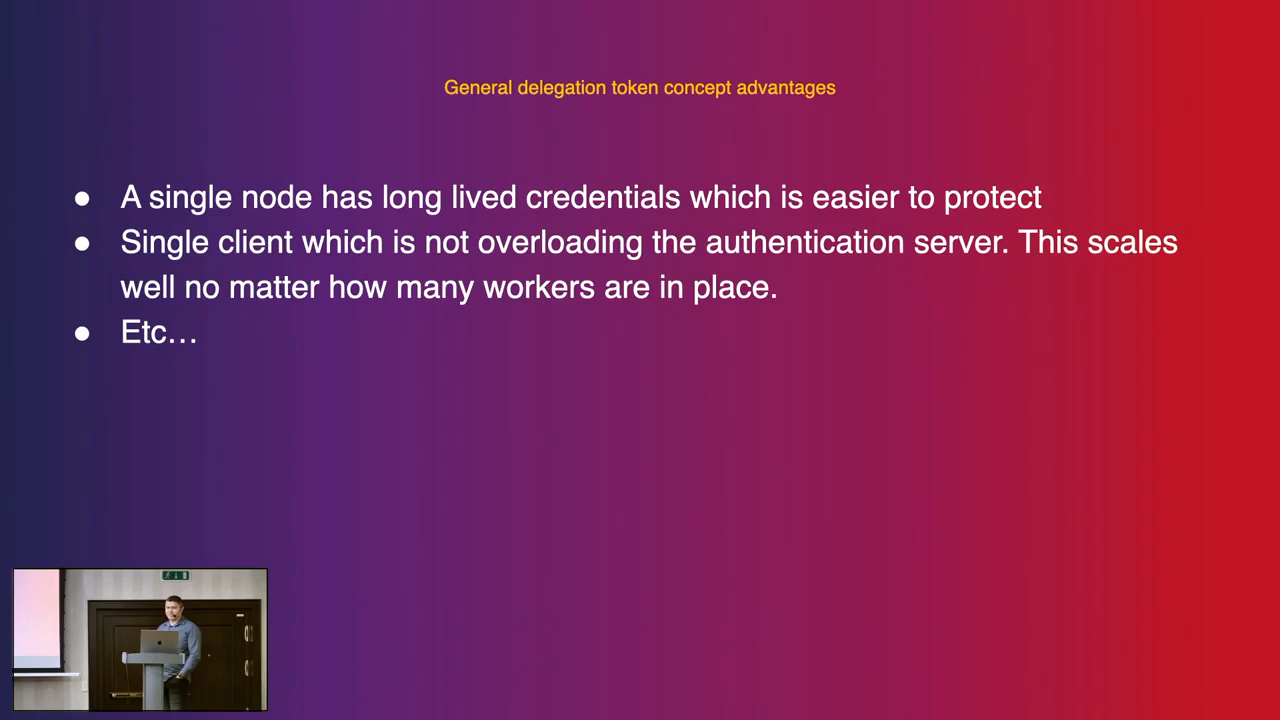 General delegation token concept advantages
● A single node has long lived credentials which is easier to protect
● Single client which is not overloading the authentication server. This scales
well no matter how many workers are in place.
● Etc…